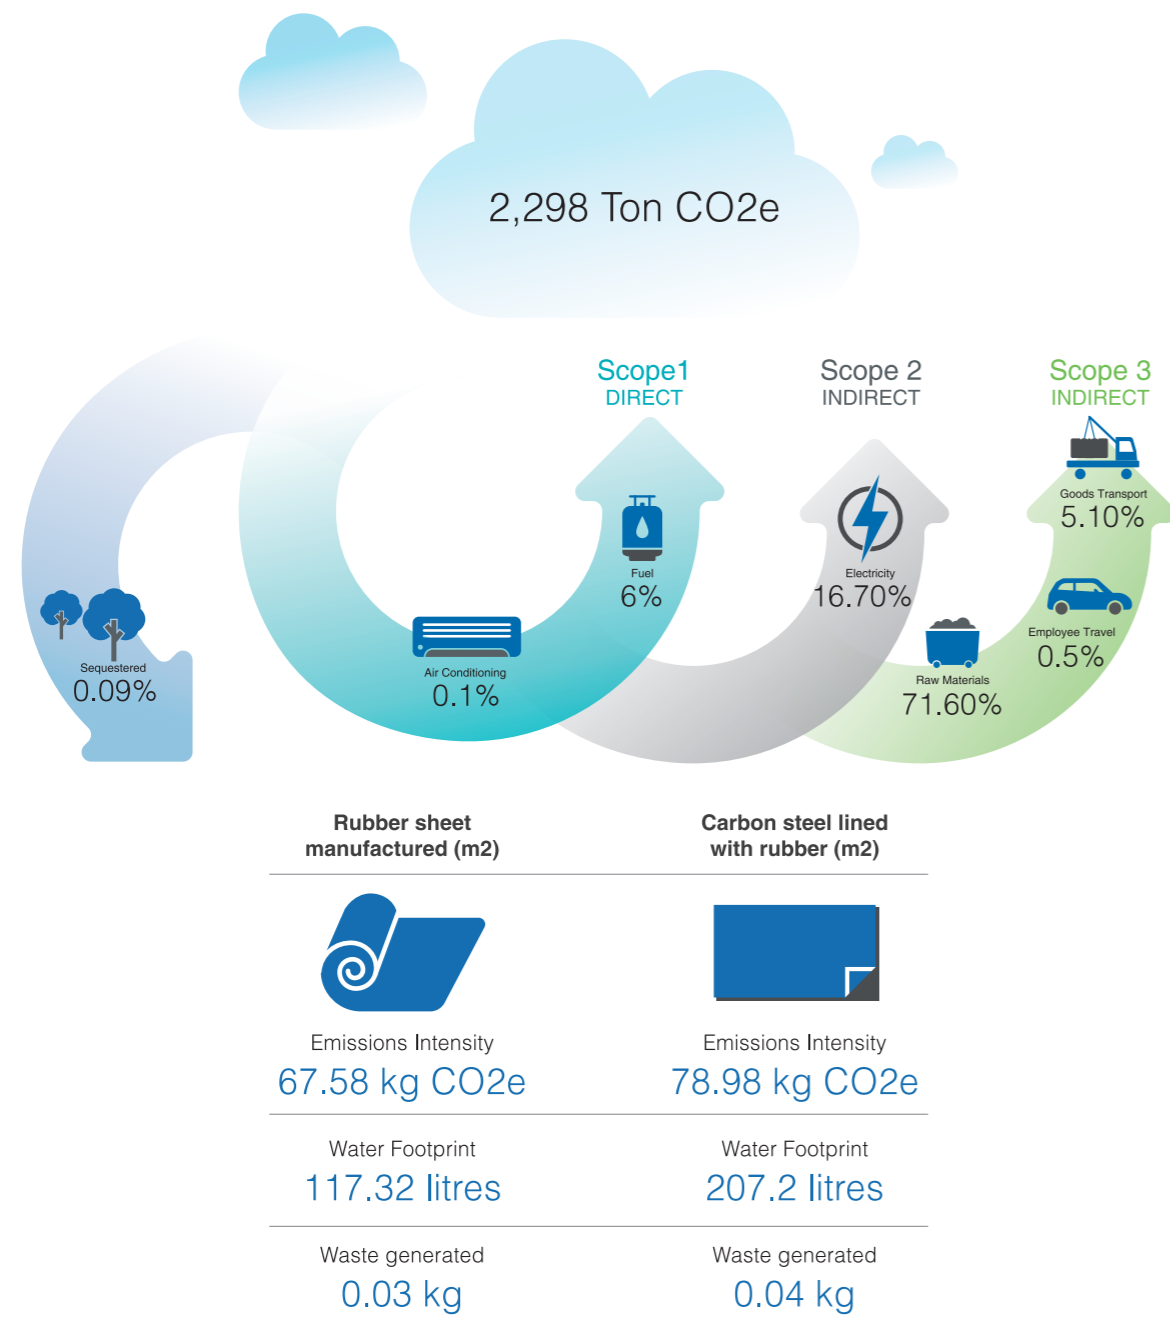 2,298 Ton CO2e
Scope1
DIRECT
Scope 2
INDIRECT
Scope 3
INDIRECT
Goods Transport
5.10%
Fuel
6%
Electricity
16.70%
Employee Travel
0.5%
Sequestered
0.09%
Air Conditioning
0.1%
Raw Materials
71.60%
Rubber sheet
manufactured (m2)
Carbon steel lined
with rubber (m2)
Emissions Intensity
67.58 kg CO2e
Emissions Intensity
78.98 kg CO2e
Water Footprint
117.32 litres
Water Footprint
207.2 litres
Waste generated
0.03 kg
Waste generated
0.04 kg